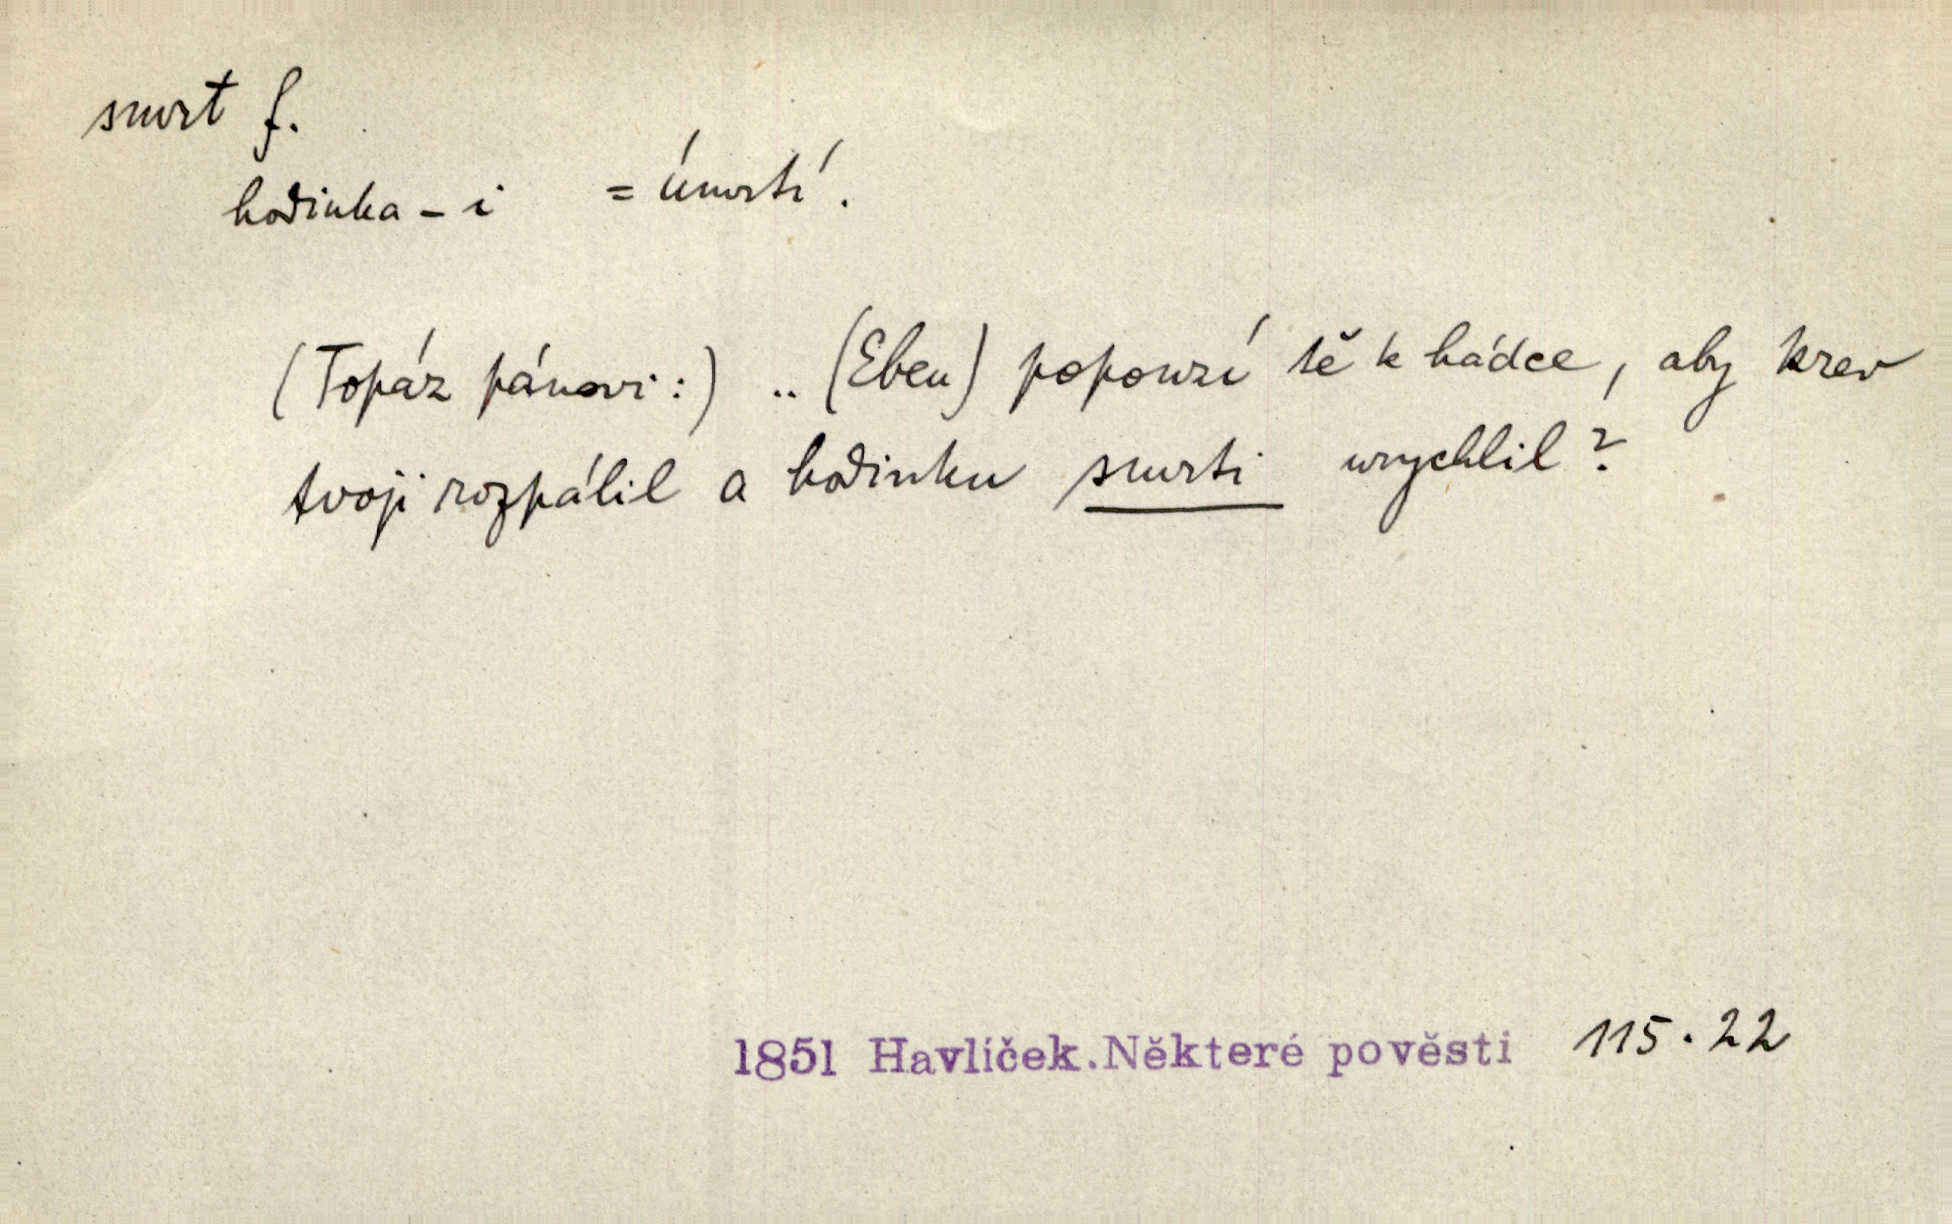 smrt f.
hodinka - i = úmrtí.
(Topáz pánovi:) .. (Eben) popouzí tě k hádce, aby krev
tvoji rozpálil a hodinku smrti urychlil?
1851 Havlíček. Některé pověsti 115.22